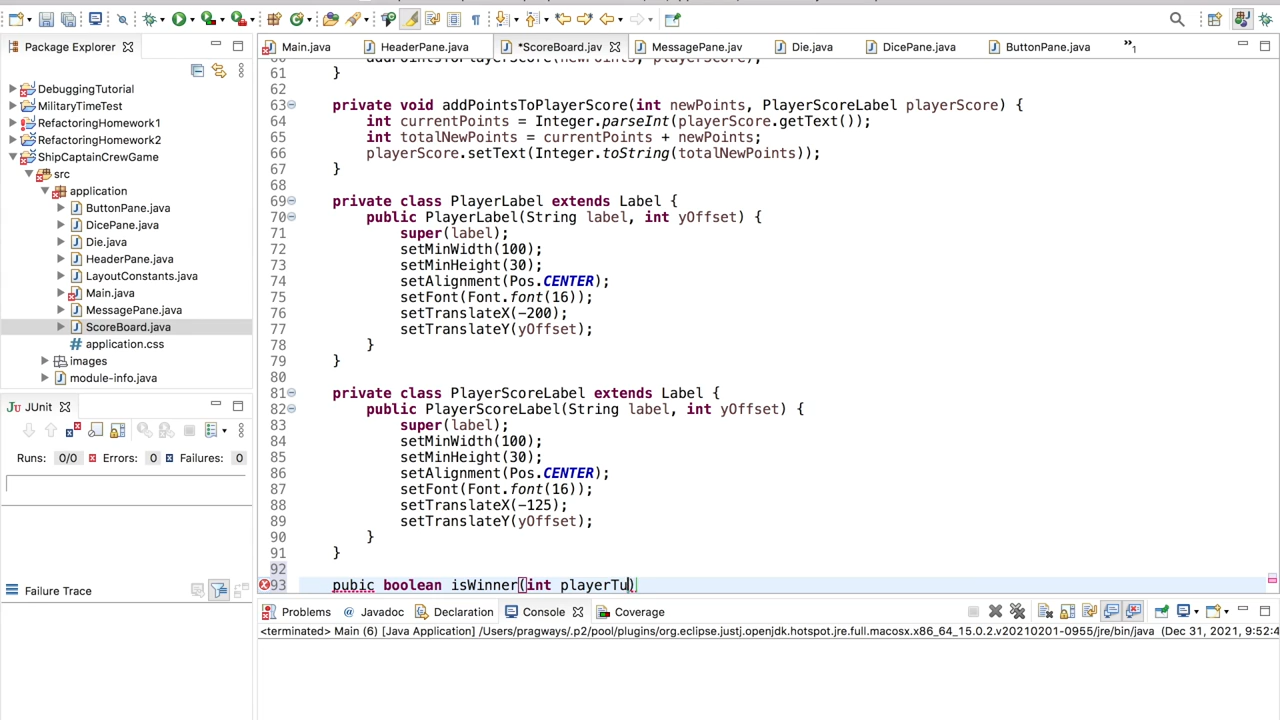 Package Explorer
Main.java
HeaderPane.java
*ScoreBoard.java
MessagePane.java
Die.java
DicePane.java
ButtonPane.java
»1
DebuggingTutorial
MilitaryTimeTest
RefactoringHomework1
RefactoringHomework2
ShipCaptainCrewGame
src
application
ButtonPane.java
DicePane.java
Die.java
HeaderPane.java
LayoutConstants.java
Main.java
MessagePane.java
ScoreBoard.java
application.css
images
module-info.java
JUnit
Runs: 0/0 Errors: 0 Failures: 0
Failure Trace
60 addPointsToPlayerScore(newPoints, playerScore);
61 }
62
63 private void addPointsToPlayerScore(int newPoints, PlayerScoreLabel playerScore) {
64 int currentPoints = Integer.parseInt(playerScore.getText());
65 int totalNewPoints = currentPoints + newPoints;
66 playerScore.setText(Integer.toString(totalNewPoints));
67 }
68
69 private class PlayerLabel extends Label {
70 public PlayerLabel(String label, int yOffset) {
71 super(label);
72 setMinWidth(100);
73 setMinHeight(30);
74 setAlignment(Pos.CENTER);
75 setFont(Font.font(16));
76 setTranslateX(-200);
77 setTranslateY(yOffset);
78 }
79 }
80
81 private class PlayerScoreLabel extends Label {
82 public PlayerScoreLabel(String label, int yOffset) {
83 super(label);
84 setMinWidth(100);
85 setMinHeight(30);
86 setAlignment(Pos.CENTER);
87 setFont(Font.font(16));
88 setTranslateX(-125);
89 setTranslateY(yOffset);
90 }
91 }
92
93 pubic boolean isWinner(int playerTu)
Problems
Javadoc
Declaration
Console
Coverage
<terminated> Main (6) [Java Application] /Users/pragways/.p2/pool/plugins/org.eclipse.justj.openjdk.hotspot.jre.full.macosx.x86_64_15.0.2.v20210201-0955/jre/bin/java (Dec 31, 2021, 9:52:4